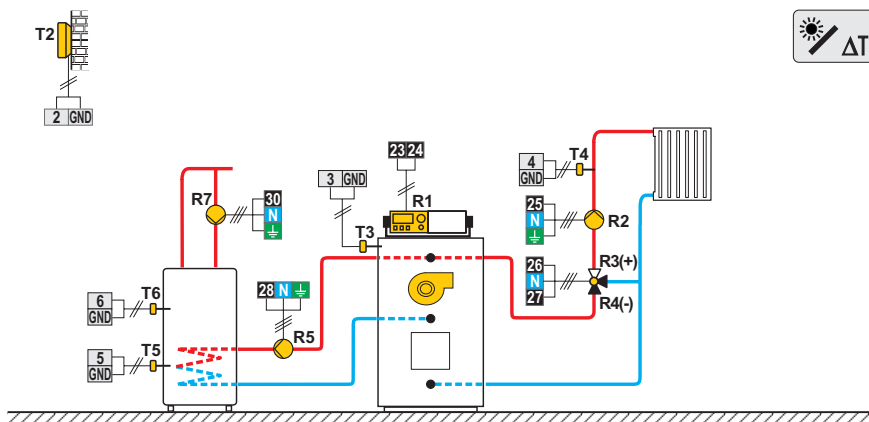 T2
2 GND
ΔT
23 24
3 GND
R1
T3
4
GND
T4
25
N
R2
26
N
27
R3(+)
R4(-)
R7
30
N
6
GND
T6
28 N
R5
5
GND
T5